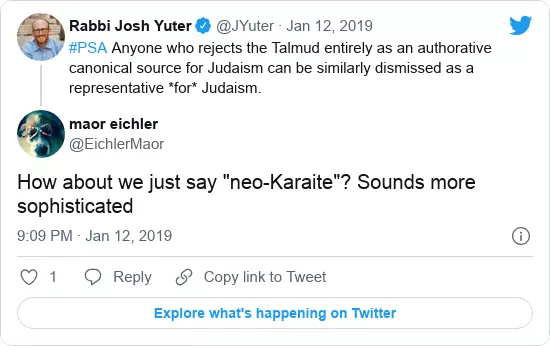 Rabbi Josh Yuter @JYuter · Jan 12, 2019
#PSA Anyone who rejects the Talmud entirely as an authorative
canonical source for Judaism can be similarly dismissed as a
representative *for* Judaism.
maor eichler
@EichlerMaor
How about we just say "neo-Karaite"? Sounds more
sophisticated
9:09 PM · Jan 12, 2019
1 Reply Copy link to Tweet
Explore what's happening on Twitter